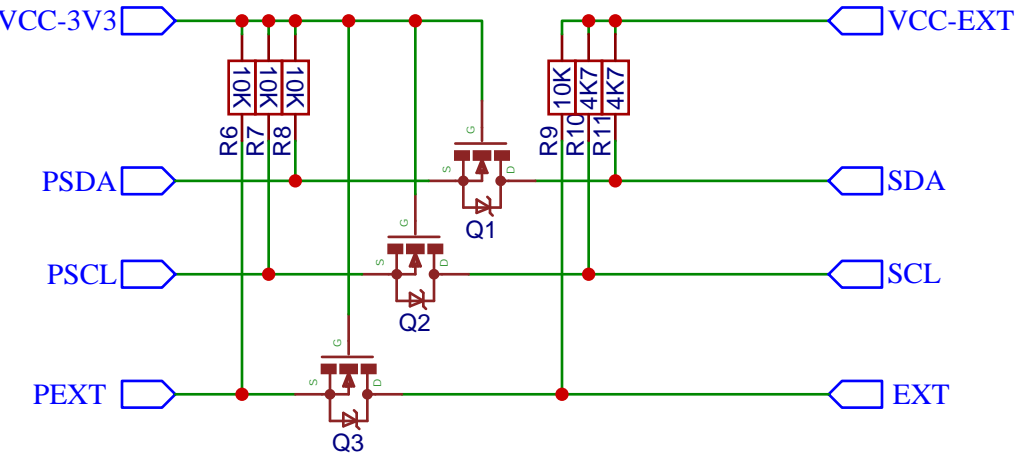 VCC-3V3
VCC-EXT
10K
10K
10K
10K
4K7
4K7
R6
R7
R8
R9
R10
R11
G
S
D
Q1
PSDA
SDA
G
S
D
Q2
PSCL
SCL
G
S
D
Q3
PEXT
EXT